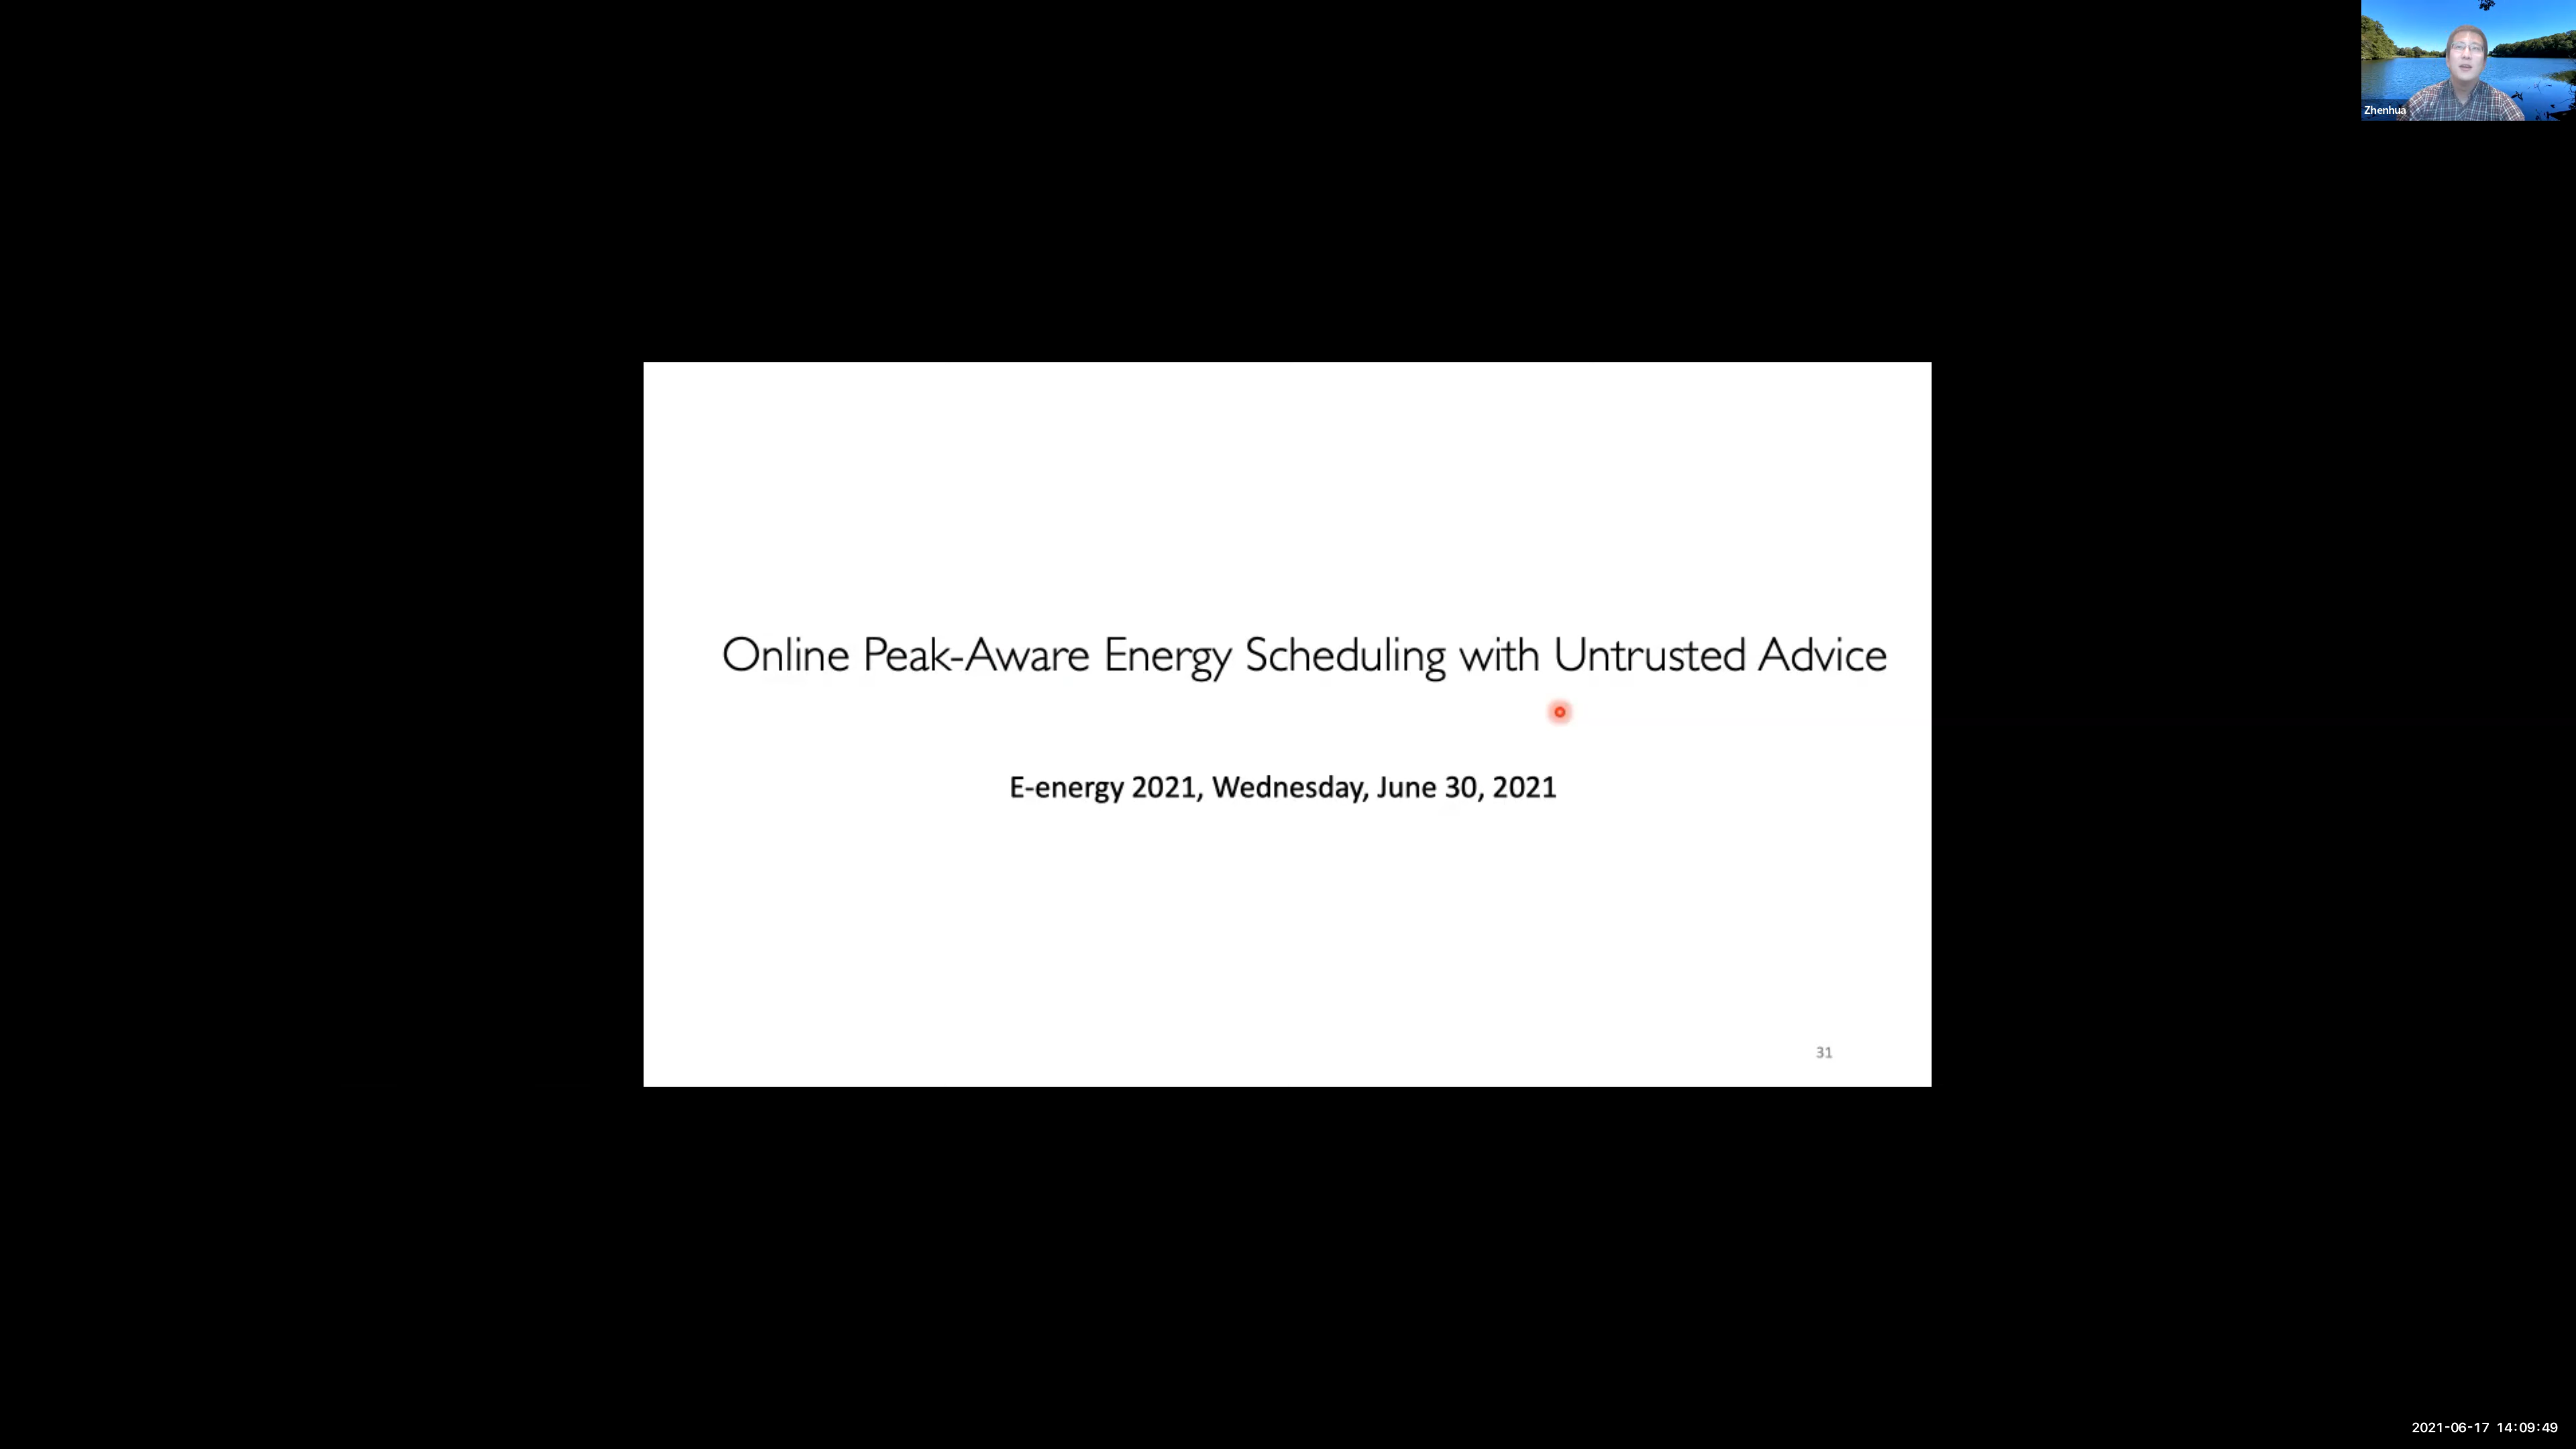 Zhenhua
Online Peak-Aware Energy Scheduling with Untrusted Advice
E-energy 2021, Wednesday, June 30, 2021
31
2021-06-17 14:09:49